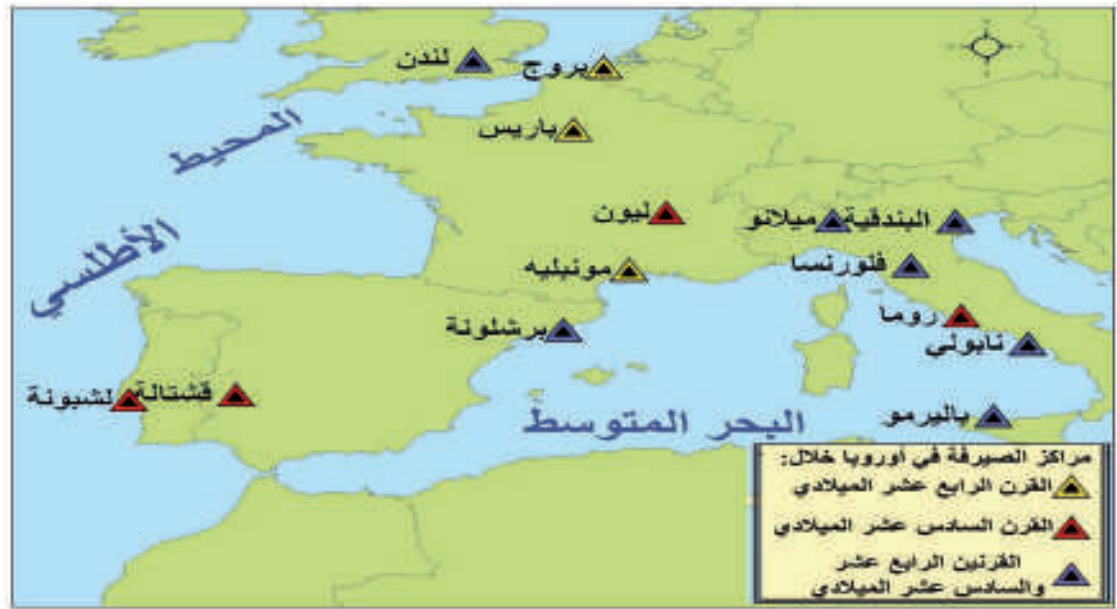 لندن
بروج
باريس
المحيط
الأطلسي
ليون
ميلانو
البندقية
فلورنسا
مونبليه
روما
برشلونة
نابولي
قشتالة
لشبونة
باليرمو
البحر المتوسط
مراكز الصيرفة في أوروبا خلال:
القرن الرابع عشر الميلادي
القرن السادس عشر الميلادي
القرنين الرابع عشر
والسادس عشر الميلادي